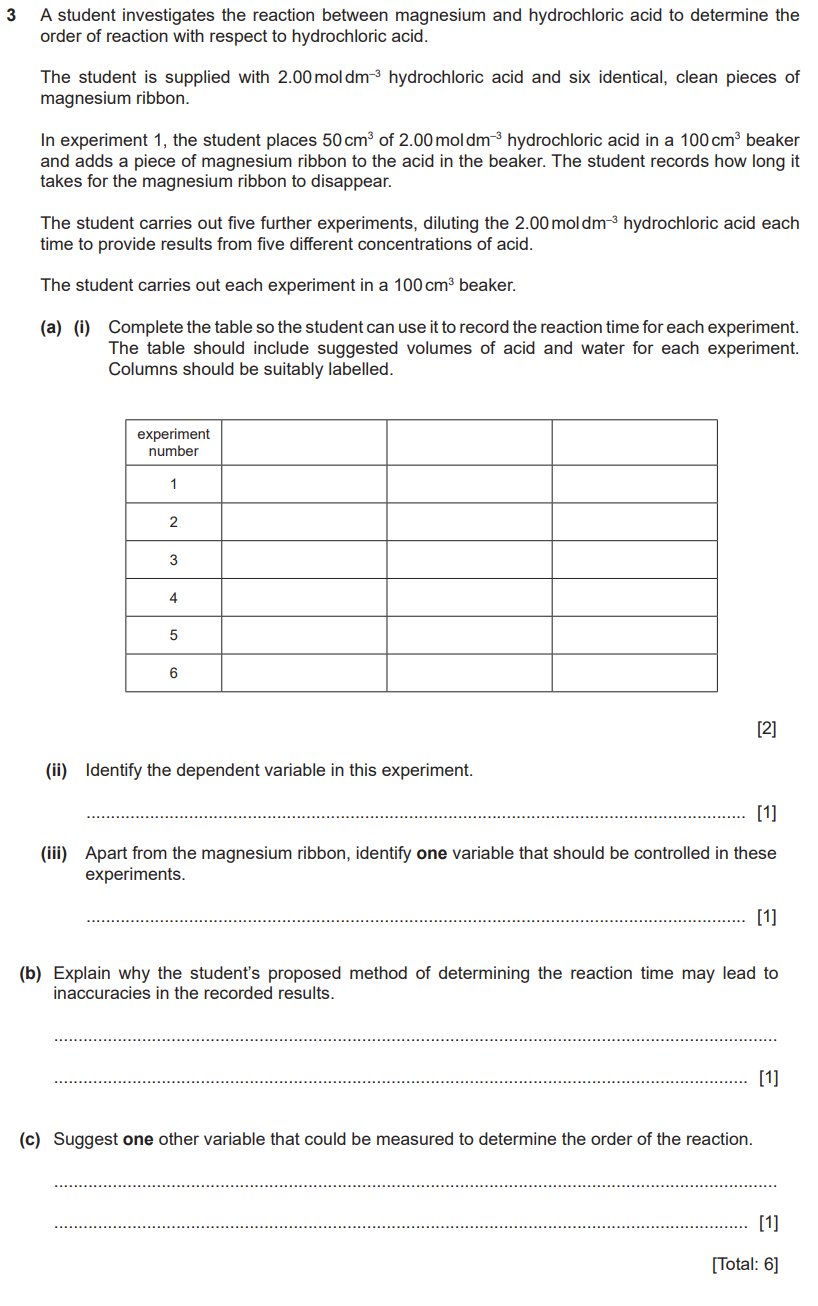 3 A student investigates the reaction between magnesium and hydrochloric acid to determine the
order of reaction with respect to hydrochloric acid.
The student is supplied with 2.00 mol dm⁻³ hydrochloric acid and six identical, clean pieces of
magnesium ribbon.
In experiment 1, the student places 50 cm³ of 2.00 mol dm⁻³ hydrochloric acid in a 100 cm³ beaker
and adds a piece of magnesium ribbon to the acid in the beaker. The student records how long it
takes for the magnesium ribbon to disappear.
The student carries out five further experiments, diluting the 2.00 mol dm⁻³ hydrochloric acid each
time to provide results from five different concentrations of acid.
The student carries out each experiment in a 100 cm³ beaker.
(a) (i) Complete the table so the student can use it to record the reaction time for each experiment.
The table should include suggested volumes of acid and water for each experiment.
Columns should be suitably labelled.
experiment
number
1
2
3
4
5
6
[2]
(ii) Identify the dependent variable in this experiment.
.......................................................................................................................................... [1]
(iii) Apart from the magnesium ribbon, identify one variable that should be controlled in these
experiments.
.......................................................................................................................................... [1]
(b) Explain why the student's proposed method of determining the reaction time may lead to
inaccuracies in the recorded results.
..........................................................................................................................................
.......................................................................................................................................... [1]
(c) Suggest one other variable that could be measured to determine the order of the reaction.
..........................................................................................................................................
.......................................................................................................................................... [1]
[Total: 6]